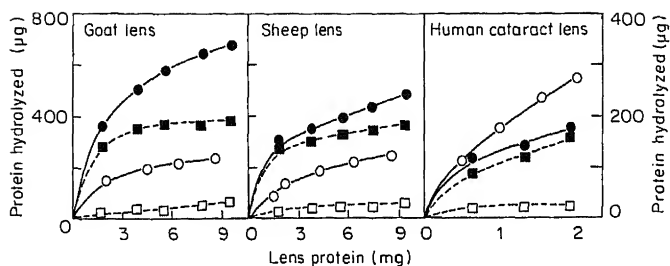 800
400
0
Protein hydrolyzed (µg)
Goat lens
Sheep lens
Human cataract lens
400
200
0
Protein hydrolyzed (µg)
0 3 6 9
0 3 6 9
0 1 2
Lens protein (mg)